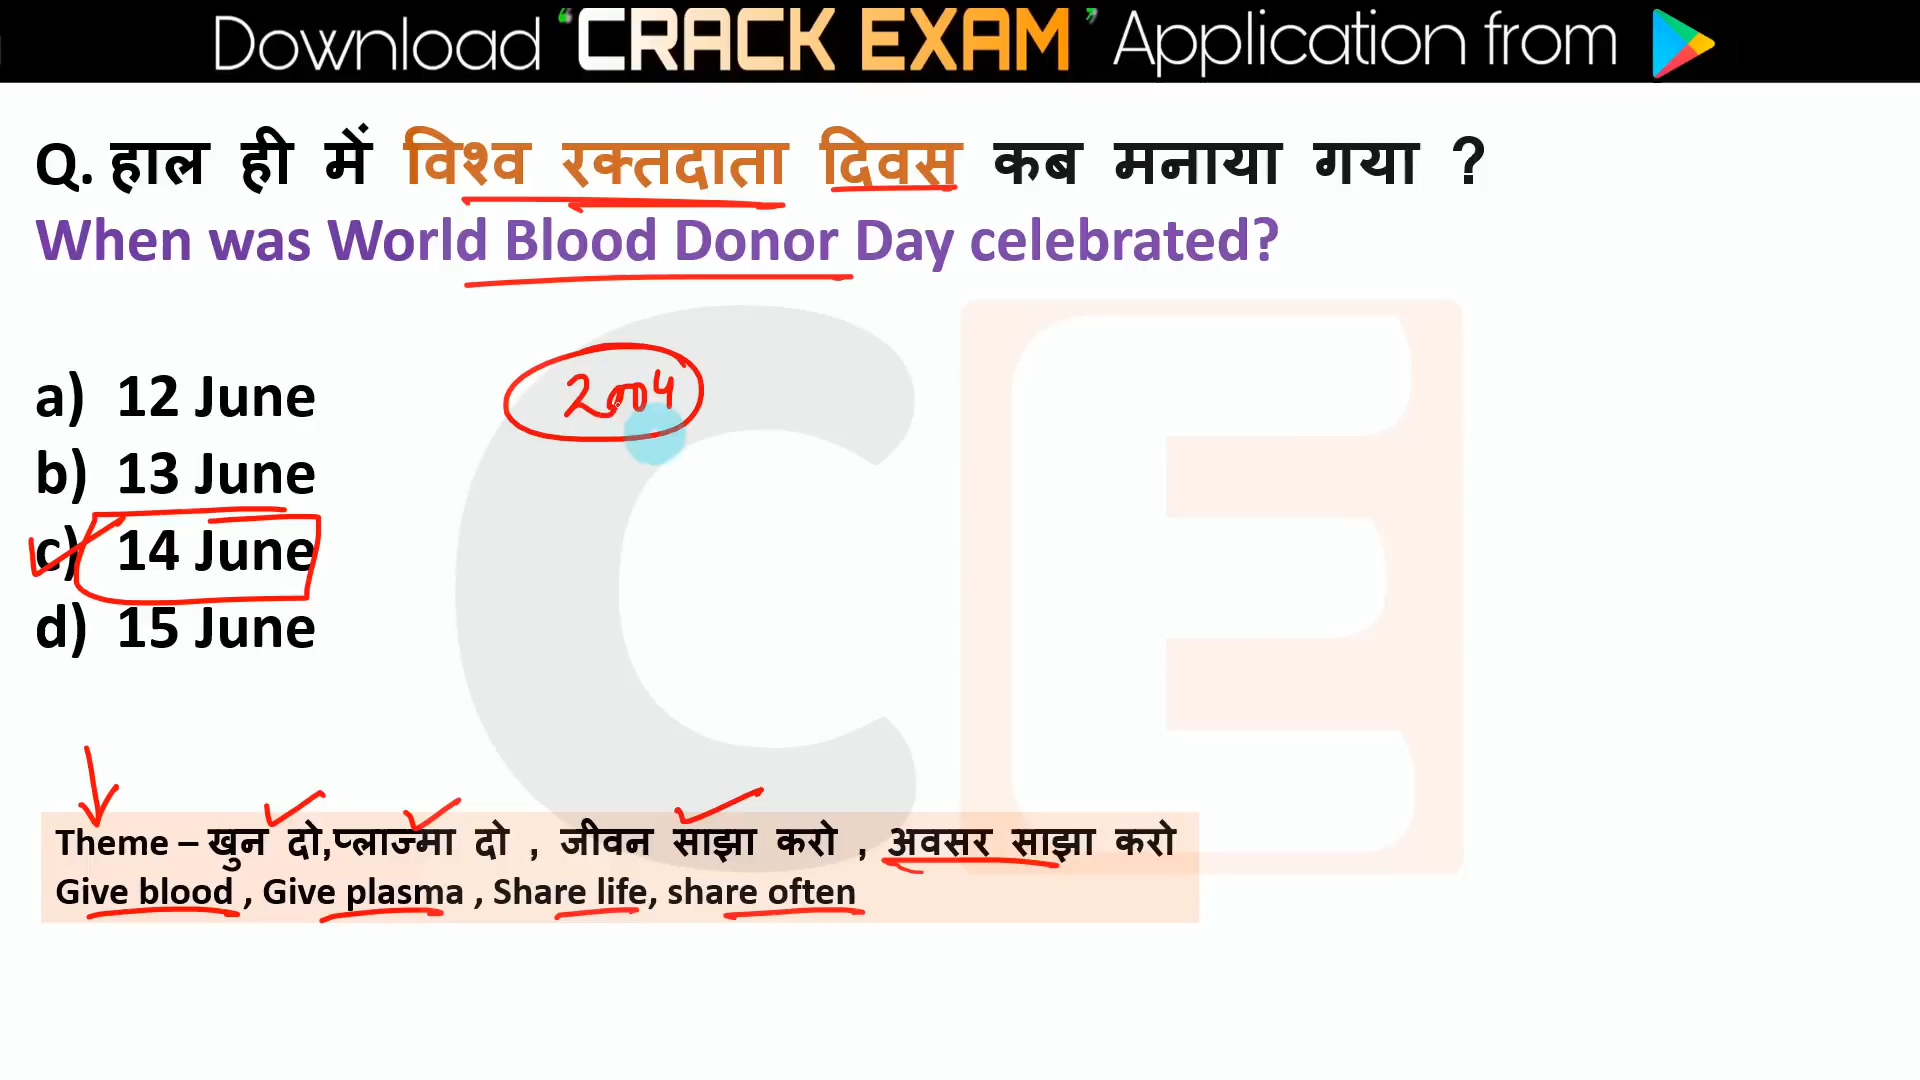 Download ‘CRACK EXAM’ Application from
Q. हाल ही में विश्व रक्तदाता दिवस कब मनाया गया ?
When was World Blood Donor Day celebrated?
2004
a) 12 June
b) 13 June
c) 14 June
d) 15 June
Theme – खुन दो,प्लाज्मा दो , जीवन साझा करो , अवसर साझा करो
Give blood , Give plasma , Share life, share often
CE